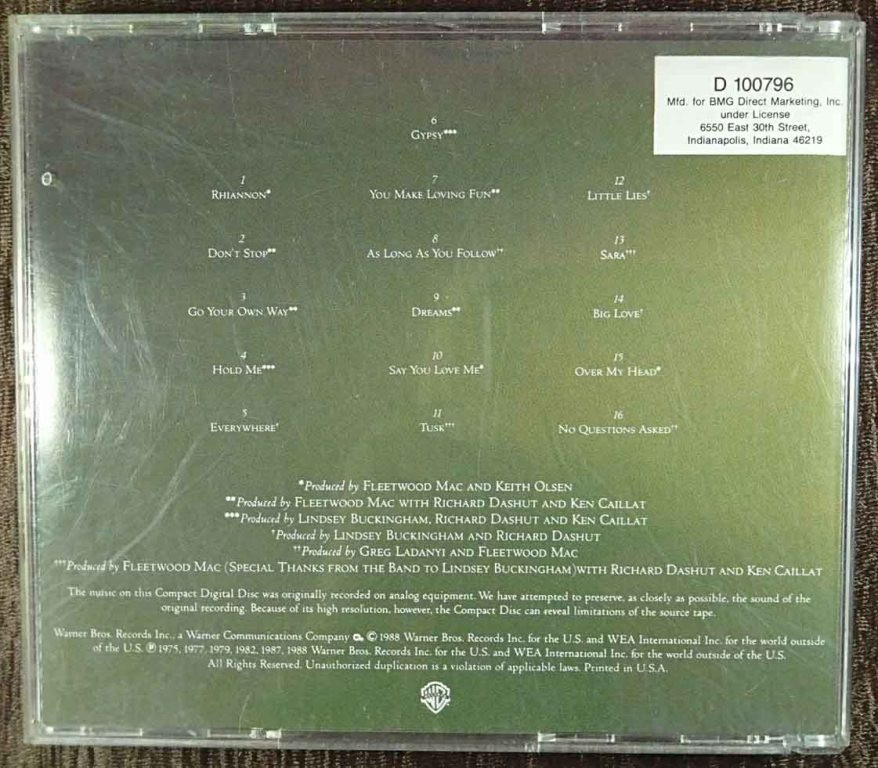 D 100796
Mfd. for BMG Direct Marketing, Inc.
under License
6550 East 30th Street,
Indianapolis, Indiana 46219
1
RHIANNON*
2
DON'T STOP**
3
GO YOUR OWN WAY**
4
HOLD ME***
5
EVERYWHERE†
6
GYPSY***
7
YOU MAKE LOVING FUN**
8
AS LONG AS YOU FOLLOW††
9
DREAMS**
10
SAY YOU LOVE ME*
11
TUSK†††
12
LITTLE LIES†
13
SARA†††
14
BIG LOVE†
15
OVER MY HEAD*
16
NO QUESTIONS ASKED††
*Produced by FLEETWOOD MAC AND KEITH OLSEN
**Produced by FLEETWOOD MAC WITH RICHARD DASHUT AND KEN CAILLAT
***Produced by LINDSEY BUCKINGHAM, RICHARD DASHUT AND KEN CAILLAT
†Produced by LINDSEY BUCKINGHAM AND RICHARD DASHUT
††Produced by GREG LADANYI AND FLEETWOOD MAC
†††Produced by FLEETWOOD MAC (SPECIAL THANKS FROM THE BAND TO LINDSEY BUCKINGHAM)WITH RICHARD DASHUT AND KEN CAILLAT
The music on this Compact Digital Disc was originally recorded on analog equipment. We have attempted to preserve, as closely as possible, the sound of the
original recording. Because of its high resolution, however, the Compact Disc can reveal limitations of the source tape.
Warner Bros. Records Inc., a Warner Communications Company © 1988 Warner Bros. Records Inc. for the U.S. and WEA International Inc. for the world outside
of the U.S. ℗ 1975, 1977, 1979, 1982, 1987, 1988 Warner Bros. Records Inc. for the U.S. and WEA International Inc. for the world outside of the U.S.
All Rights Reserved. Unauthorized duplication is a violation of applicable laws. Printed in U.S.A.